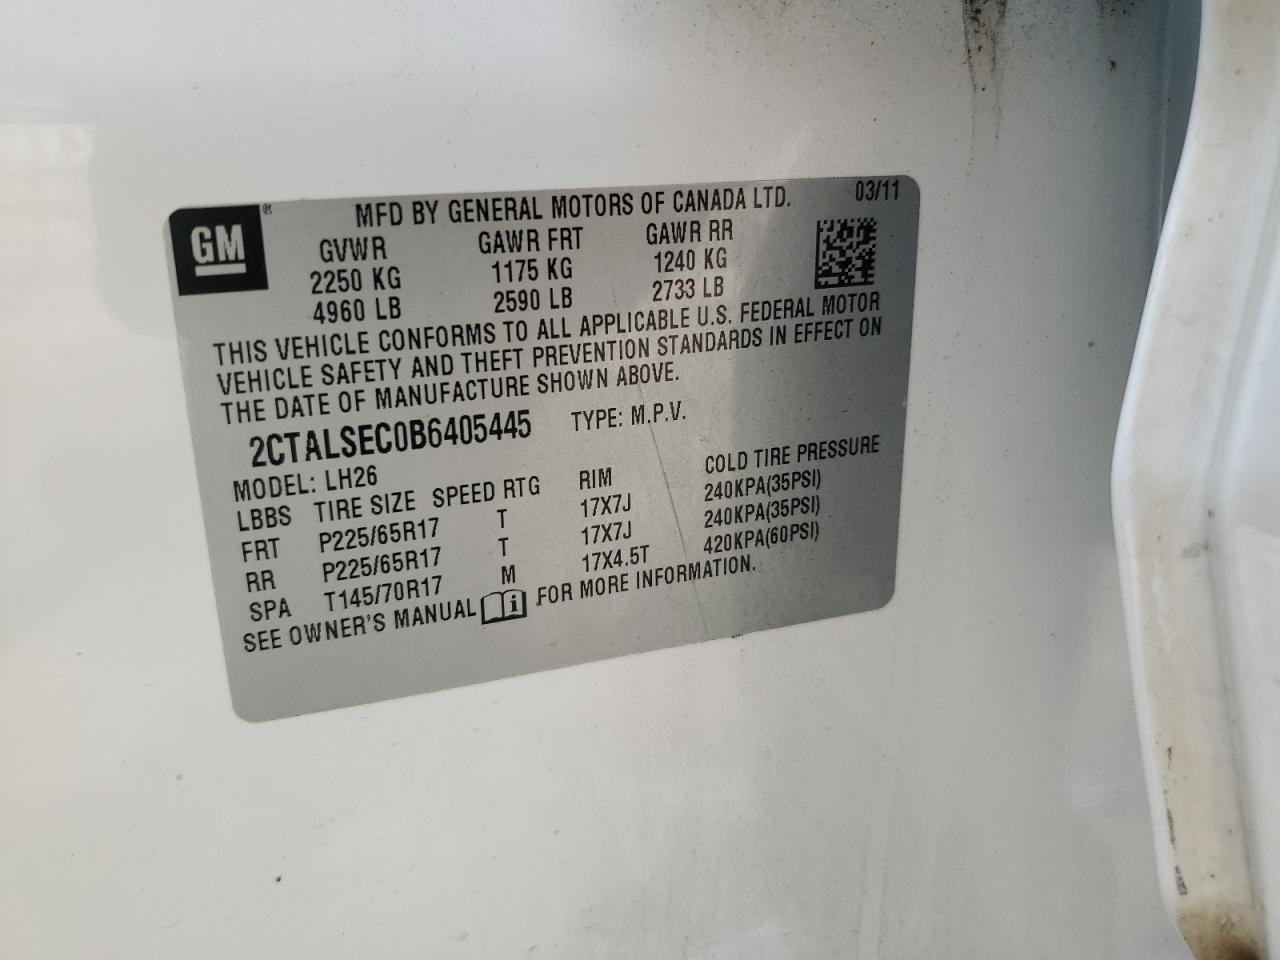 GM®
MFD BY GENERAL MOTORS OF CANADA LTD. 03/11
GVWR GAWR FRT GAWR RR
2250 KG 1175 KG 1240 KG
4960 LB 2590 LB 2733 LB
THIS VEHICLE CONFORMS TO ALL APPLICABLE U.S. FEDERAL MOTOR
VEHICLE SAFETY AND THEFT PREVENTION STANDARDS IN EFFECT ON
THE DATE OF MANUFACTURE SHOWN ABOVE.
2CTALSEC0B6405445 TYPE: M.P.V.
MODEL: LH26
LBBS TIRE SIZE SPEED RTG RIM COLD TIRE PRESSURE
FRT P225/65R17 T 17X7J 240KPA(35PSI)
RR P225/65R17 T 17X7J 240KPA(35PSI)
SPA T145/70R17 M 17X4.5T 420KPA(60PSI)
SEE OWNER'S MANUAL i FOR MORE INFORMATION.